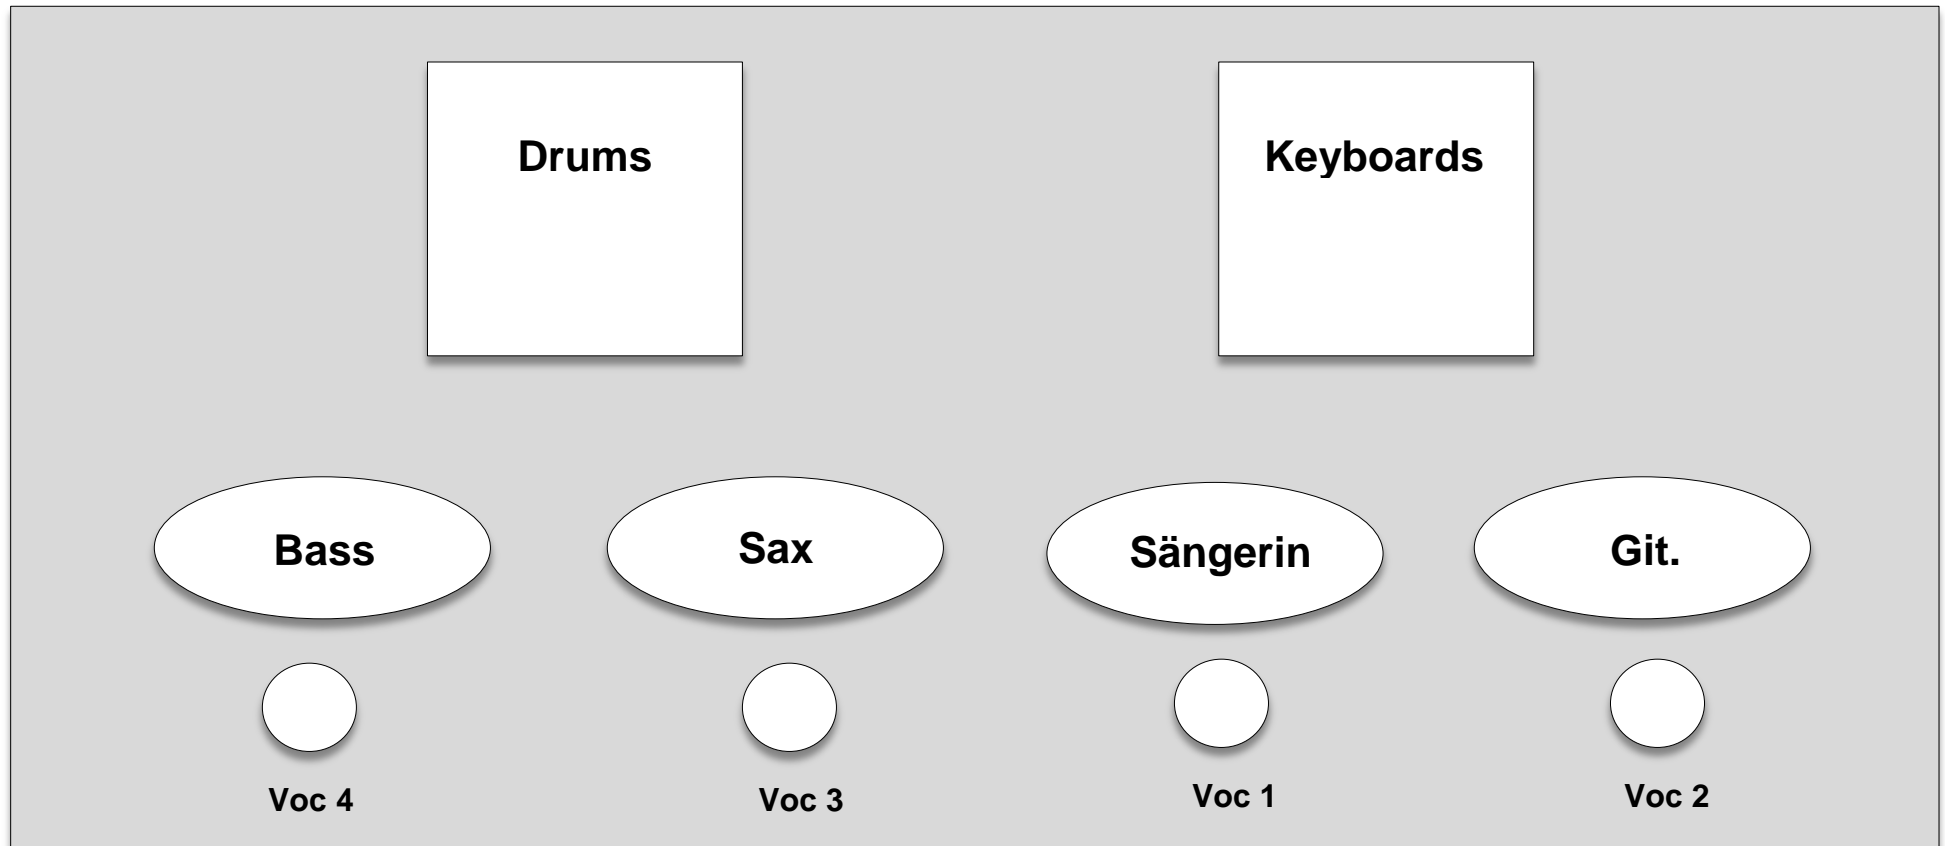 Drums
Keyboards
Bass
Sax
Sängerin
Git.
Voc 4
Voc 3
Voc 1
Voc 2